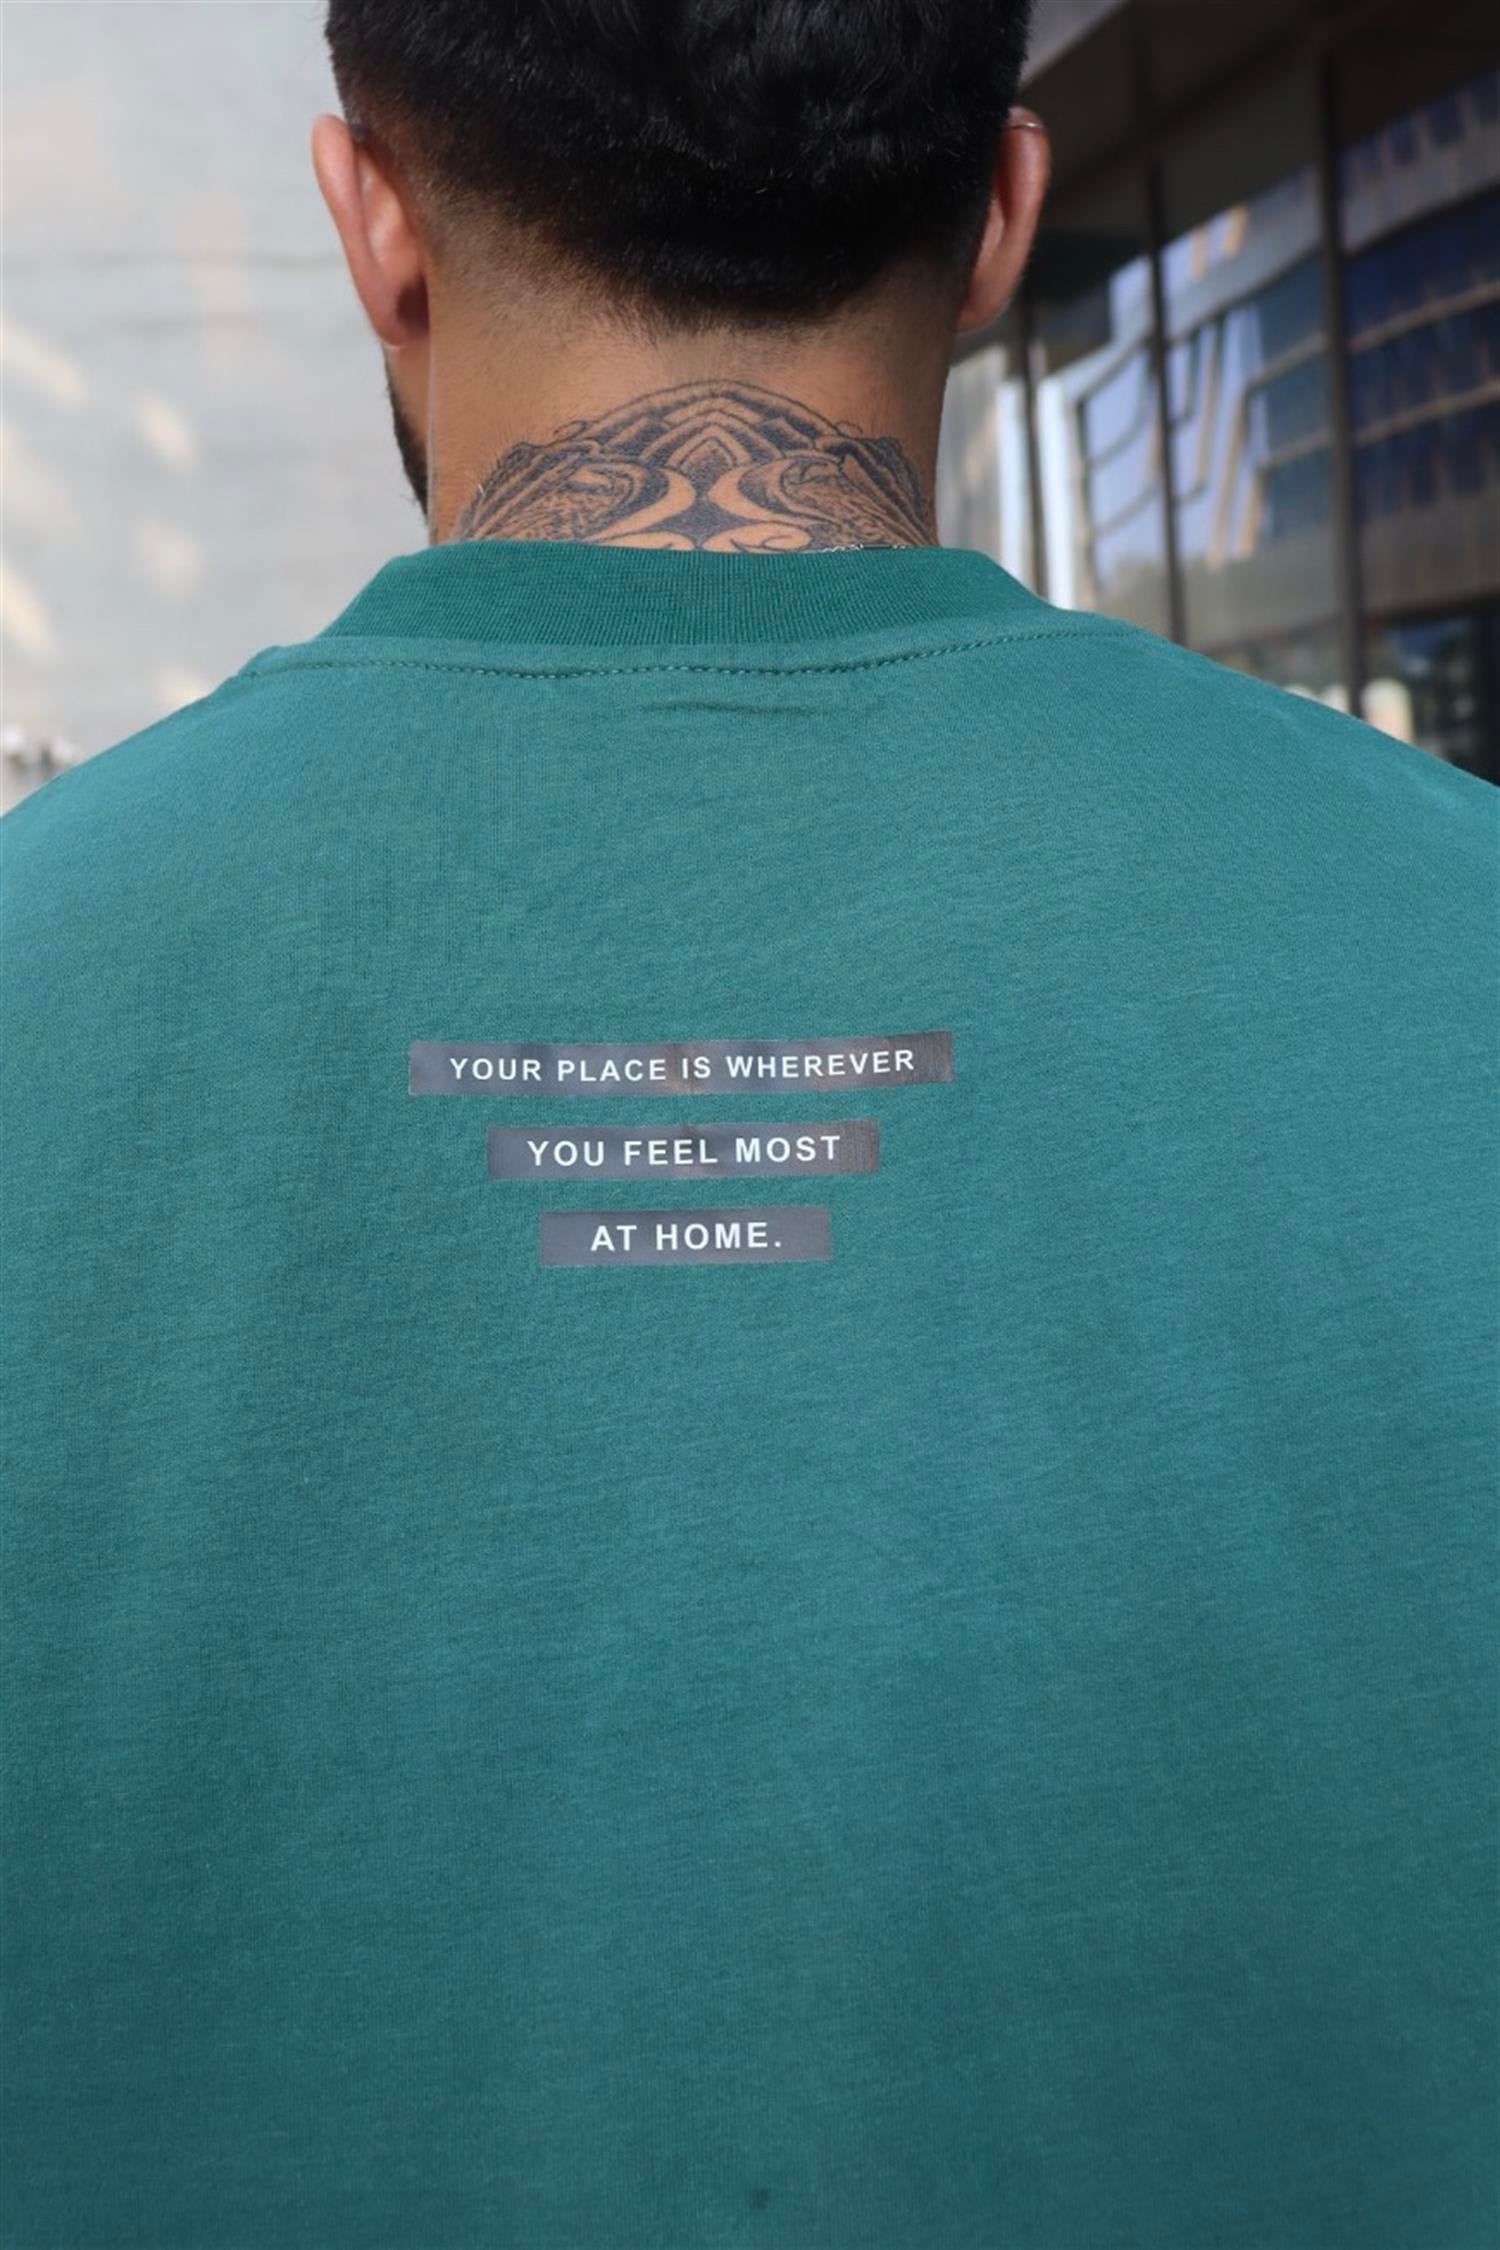 YOUR PLACE IS WHEREVER
YOU FEEL MOST
AT HOME.